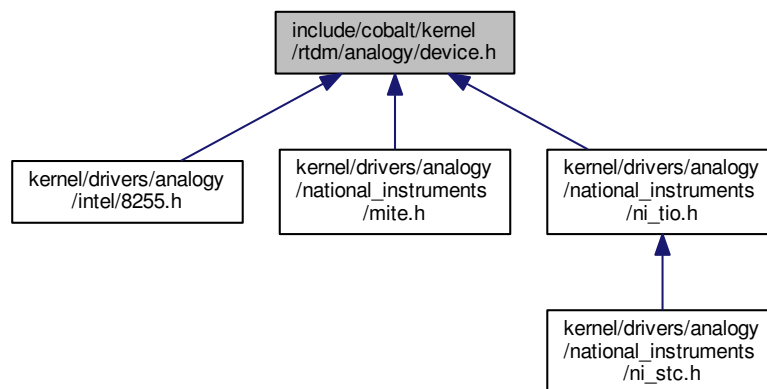 include/cobalt/kernel
/rtdm/analogy/device.h
kernel/drivers/analogy
/intel/8255.h
kernel/drivers/analogy
/national_instruments
/mite.h
kernel/drivers/analogy
/national_instruments
/ni_tio.h
kernel/drivers/analogy
/national_instruments
/ni_stc.h